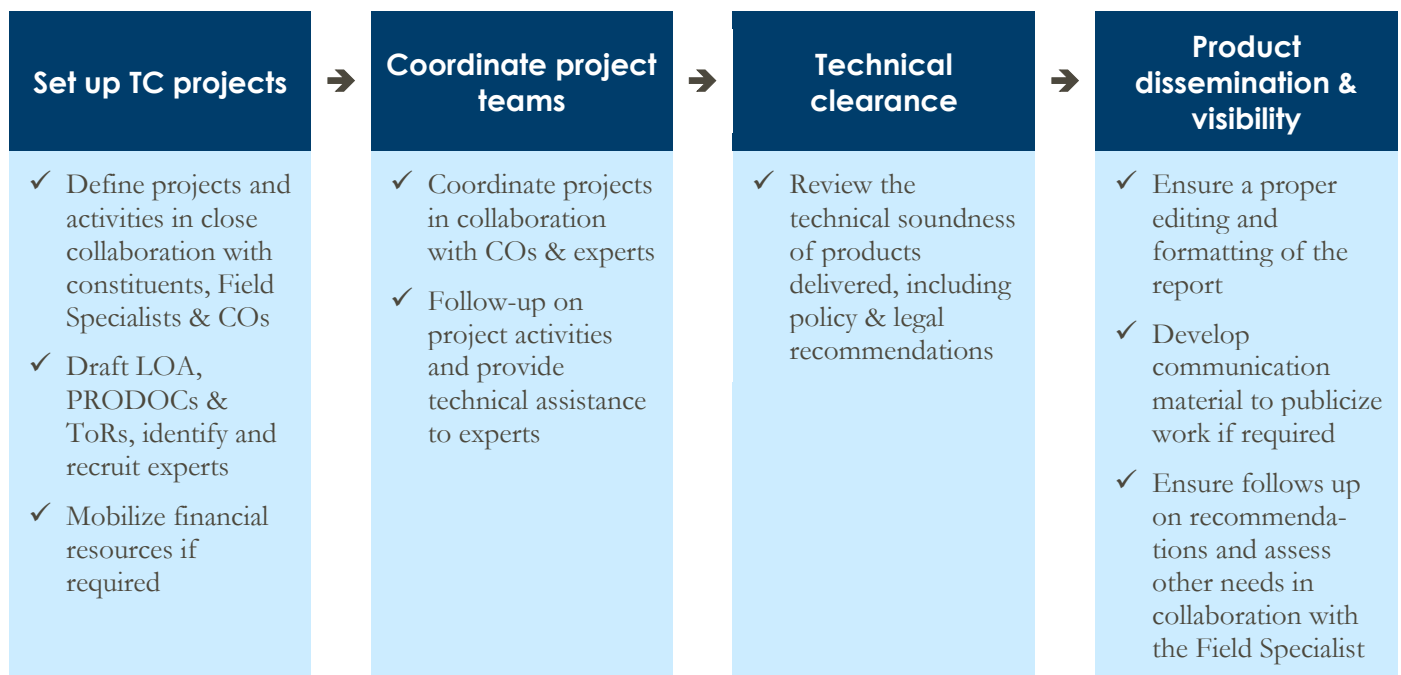 Set up TC projects
➔
Coordinate project
teams
➔
Technical
clearance
➔
Product
dissemination &
visibility
✓ Define projects and
activities in close
collaboration with
constituents, Field
Specialists & COs
✓ Draft LOA,
PRODOCs &
ToRs, identify and
recruit experts
✓ Mobilize financial
resources if
required
✓ Coordinate projects
in collaboration
with COs & experts
✓ Follow-up on
project activities
and provide
technical assistance
to experts
✓ Review the
technical soundness
of products
delivered, including
policy & legal
recommendations
✓ Ensure a proper
editing and
formatting of the
report
✓ Develop
communication
material to publicize
work if required
✓ Ensure follows up
on recommenda-
tions and assess
other needs in
collaboration with
the Field Specialist